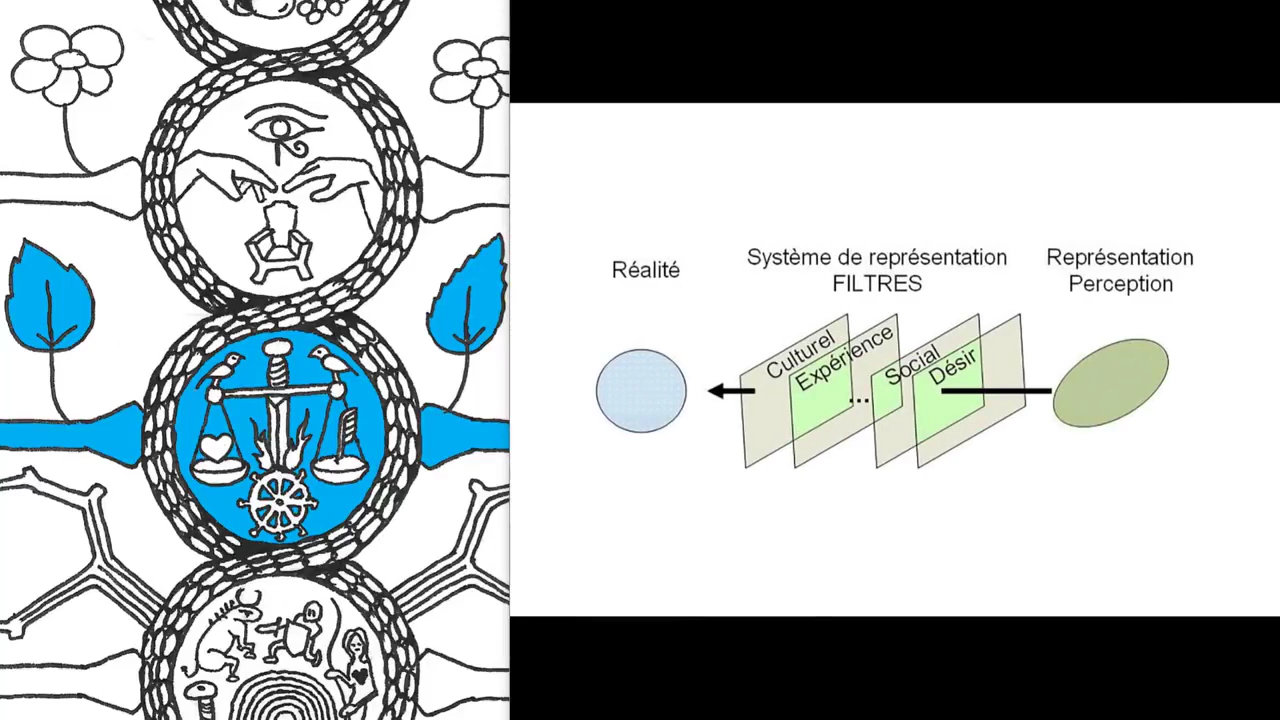 Réalité
Système de représentation
FILTRES
Représentation
Perception
Culturel
Expérience
...
Social
Désir